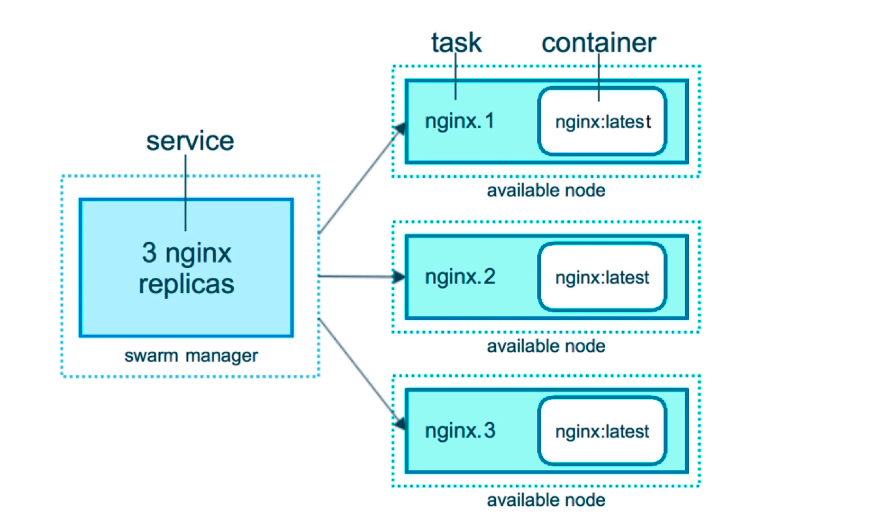 task
container
nginx.1
nginx:latest
available node
service
3 nginx
replicas
swarm manager
nginx.2
nginx:latest
available node
nginx.3
nginx:latest
available node